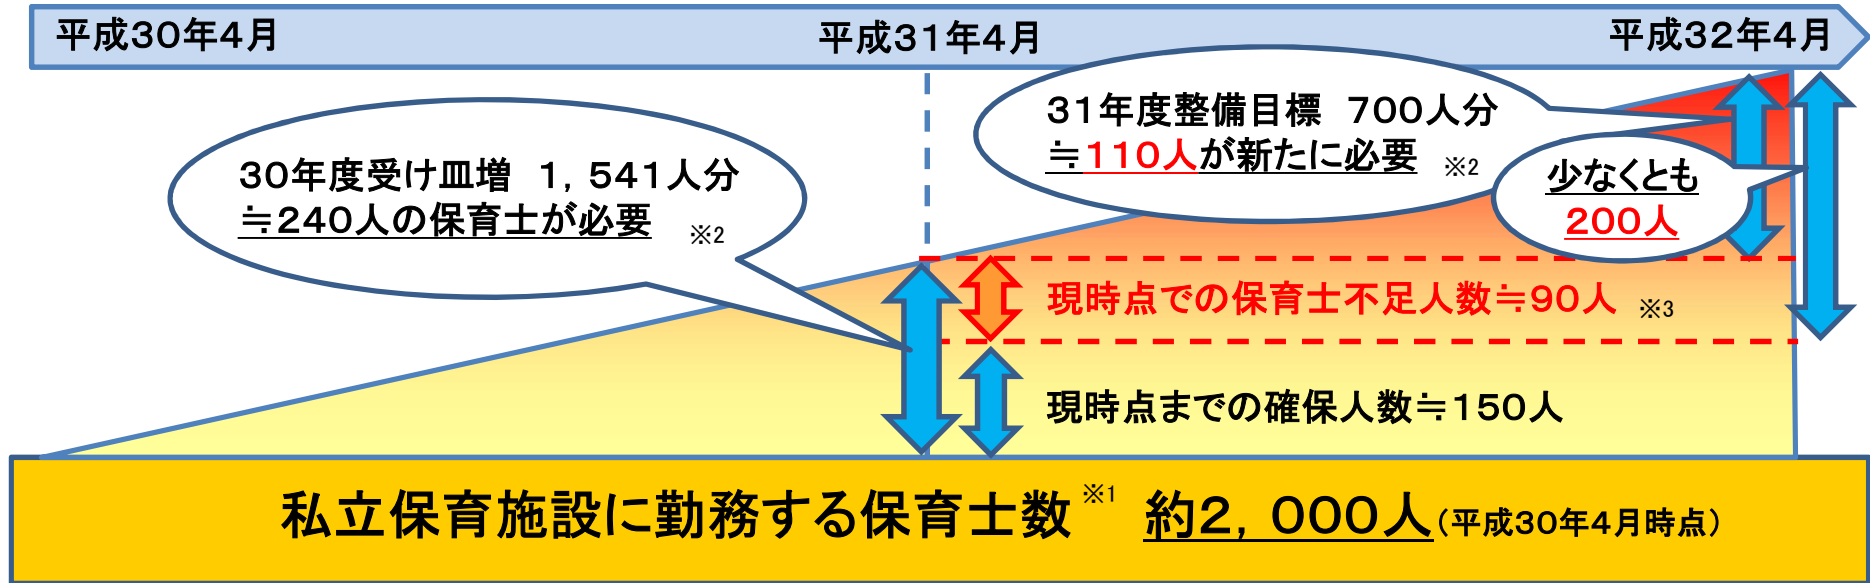 平成30年4月
平成31年4月
平成32年4月
31年度整備目標　700人分
≒110人が新たに必要 ※2
30年度受け皿増　1，541人分
≒240人の保育士が必要 ※2
少なくとも
200人
現時点での保育士不足人数≒90人 ※3
現時点までの確保人数≒150人
私立保育施設に勤務する保育士数※1 約2，000人（平成30年4月時点）